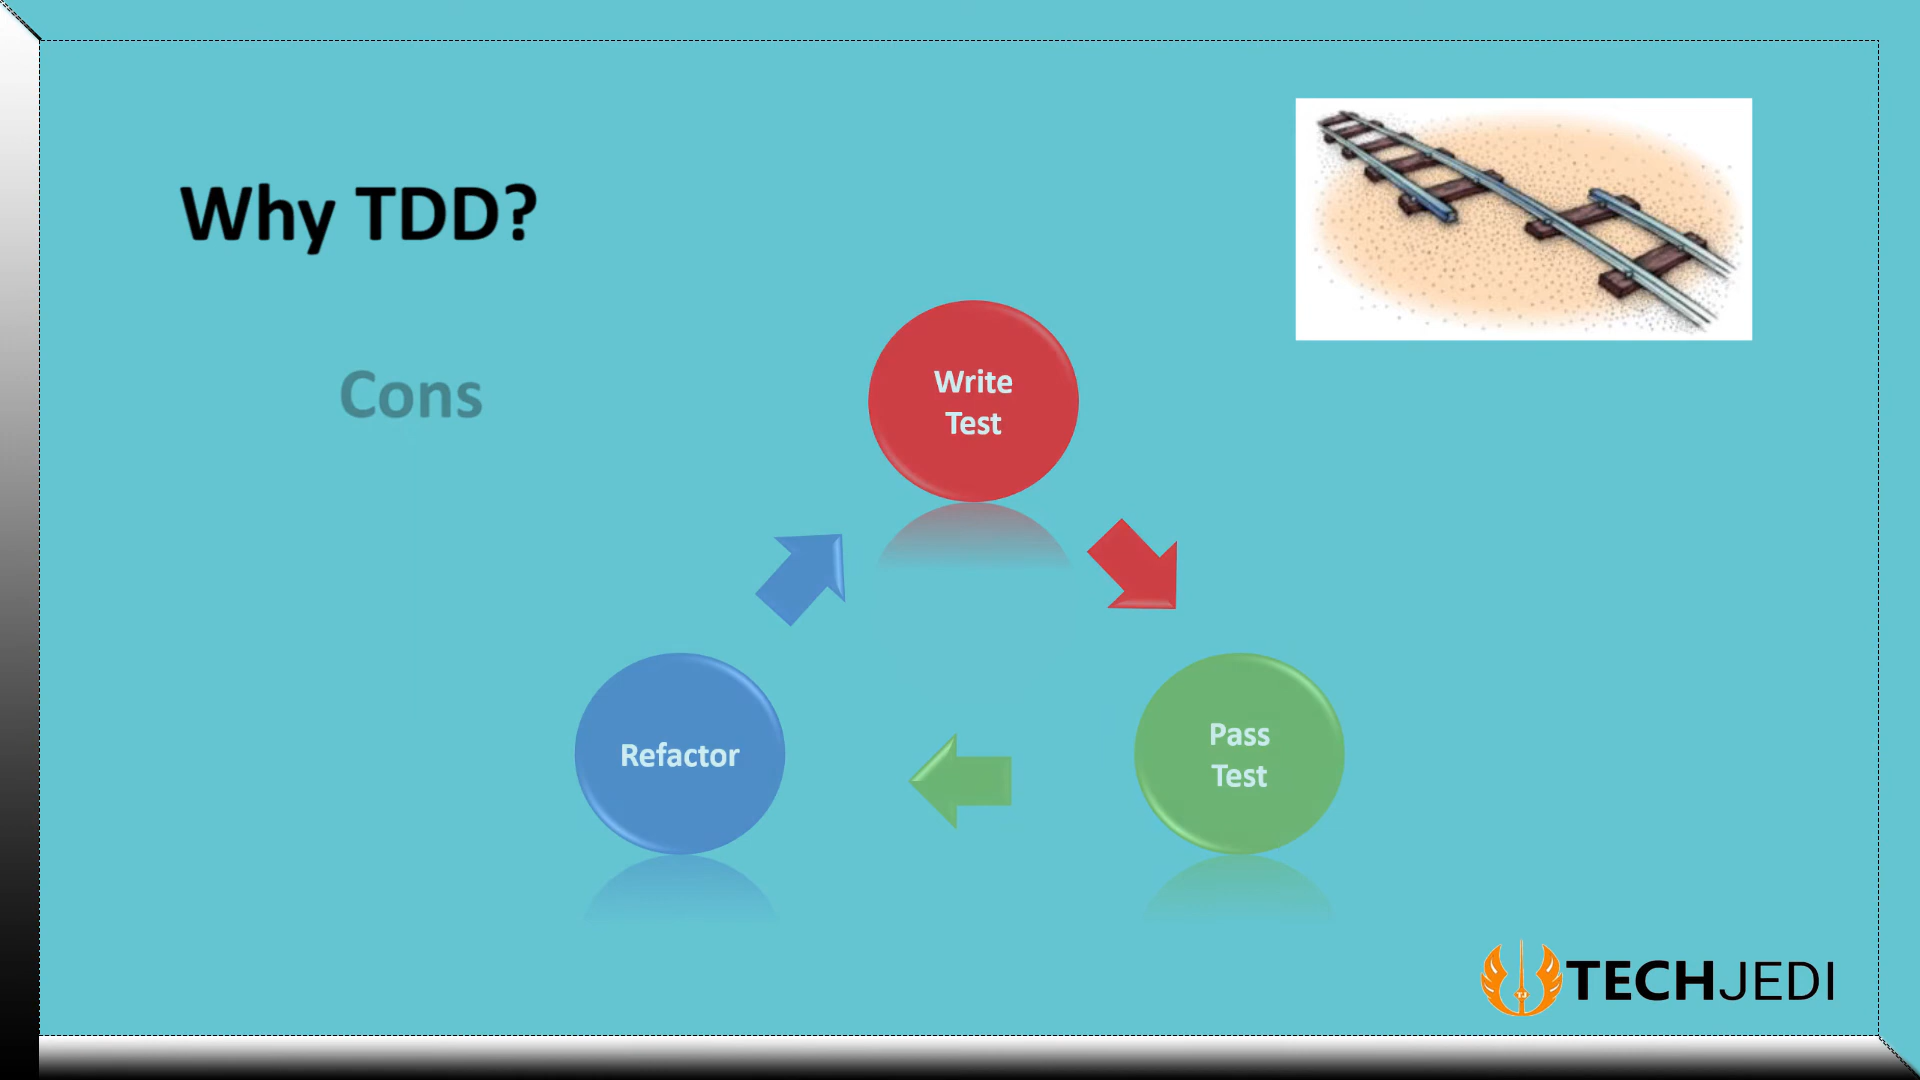 Why TDD?
Cons
Write
Test
Pass
Test
Refactor
TECHJEDI